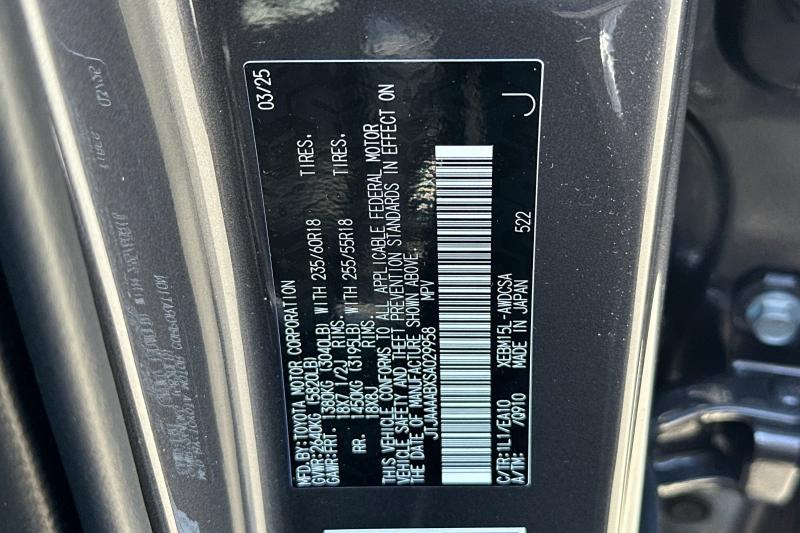 03/25
MFD.BY:TOYOTA MOTOR CORPORATION
GVWR:2640KG (5820LB)
GAWR:FRT. 1380KG (3040LB) WITH 235/60R18 TIRES.
18X7 1/2J RIMS.
RR. 1450KG (3195LB) WITH 255/55R18 TIRES.
18X8J RIMS.
THIS VEHICLE CONFORMS TO ALL APPLICABLE FEDERAL MOTOR
VEHICLE SAFETY AND THEFT PREVENTION STANDARDS IN EFFECT ON
THE DATE OF MANUFACTURE SHOWN ABOVE.
JTJAAAABXSA029958 MPV
C/TR:1L1/EA10 XEBM15L-AWDCSA
A/TM: /Q910 MADE IN JAPAN 522
J